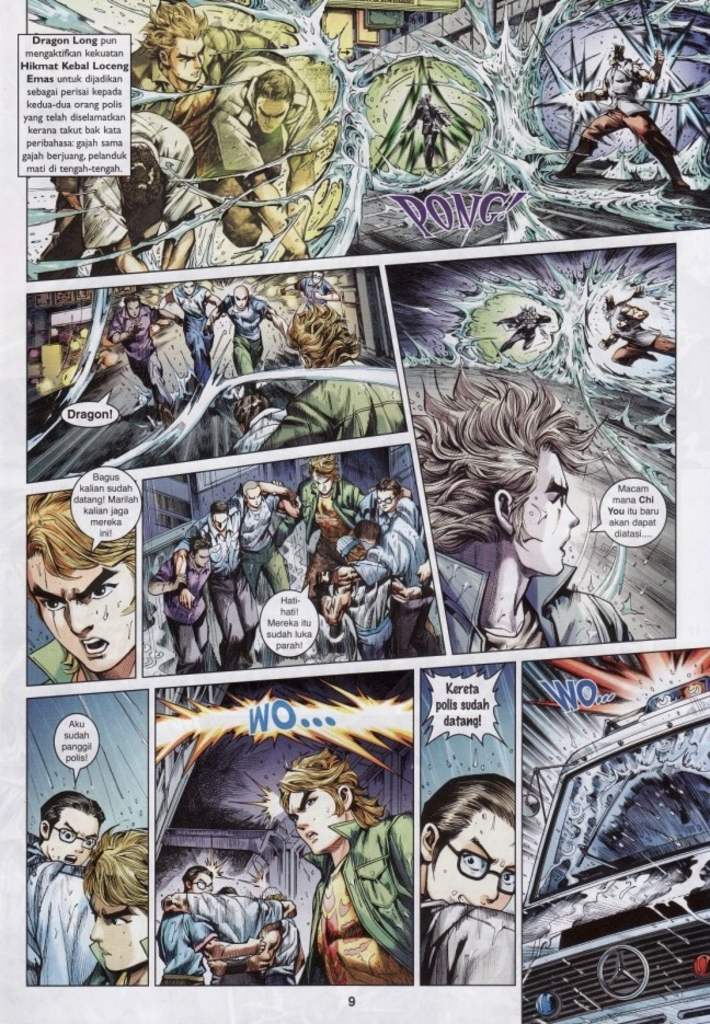 Dragon Long pun
mengaktifkan kekuatan
Hikmat Kebal Loceng
Emas untuk dijadikan
sebagai perisai kepada
kedua-dua orang polis
yang telah diselamatkan
kerana takut bak kata
peribahasa: gajah sama
gajah berjuang, pelanduk
mati di tengah-tengah.
PONG!
Dragon!
Macam
mana Chi
You itu baru
akan dapat
diatasi....
Bagus
kalian sudah
datang! Marilah
kalian jaga
mereka
ini!
Hati-
hati!
Mereka itu
sudah luka
parah!
Aku
sudah
panggil
polis!
WO...
Kereta
polis sudah
datang!
WO...
9